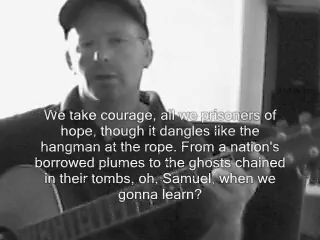 We take courage, all we prisoners of
hope, though it dangles like the
hangman at the rope. From a nation's
borrowed plumes to the ghosts chained
in their tombs, oh, Samuel, when we
gonna learn?